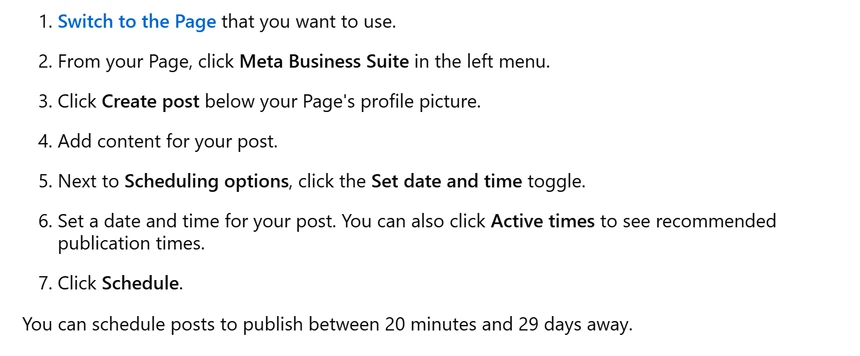 1. Switch to the Page that you want to use.
2. From your Page, click Meta Business Suite in the left menu.
3. Click Create post below your Page's profile picture.
4. Add content for your post.
5. Next to Scheduling options, click the Set date and time toggle.
6. Set a date and time for your post. You can also click Active times to see recommended
publication times.
7. Click Schedule.
You can schedule posts to publish between 20 minutes and 29 days away.